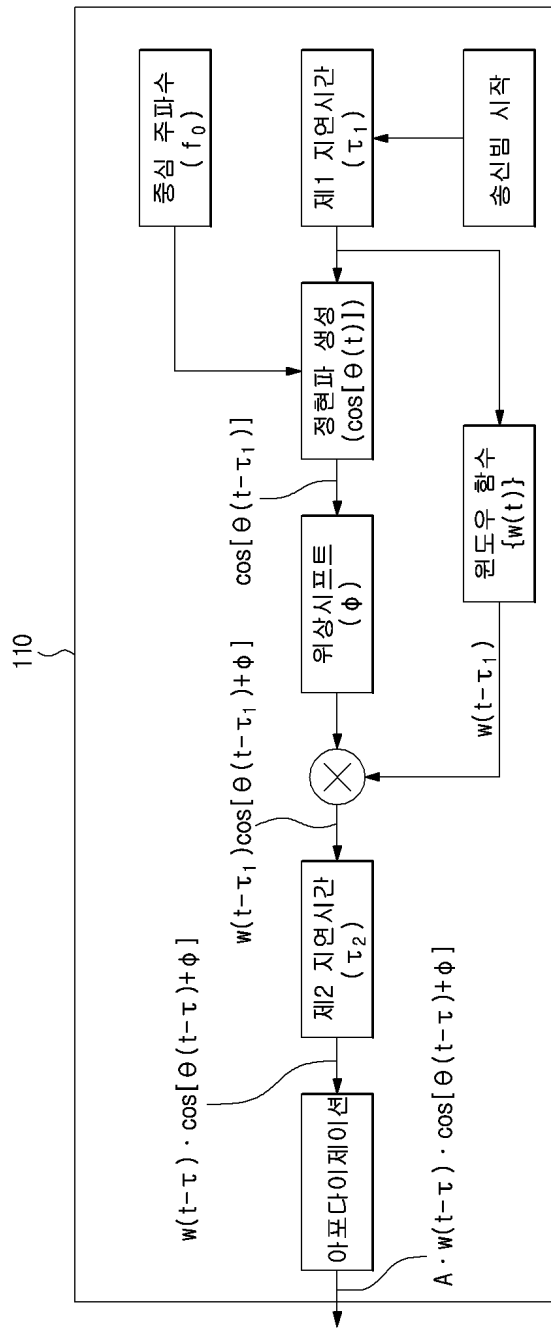 110
중심 주파수
(f₀)
제1 지연시간
(τ₁)
송신빔 시작
정현파 생성
(cos[θ(t)])
cos[θ(t-τ₁)]
윈도우 함수
{w(t)}
w(t-τ₁)
위상시프트
(φ)
w(t-τ₁)cos[θ(t-τ₁)+φ]
제2 지연시간
(τ₂)
w(t-τ)·cos[θ(t-τ)+φ]
아포다이제이션
A·w(t-τ)·cos[θ(t-τ)+φ]